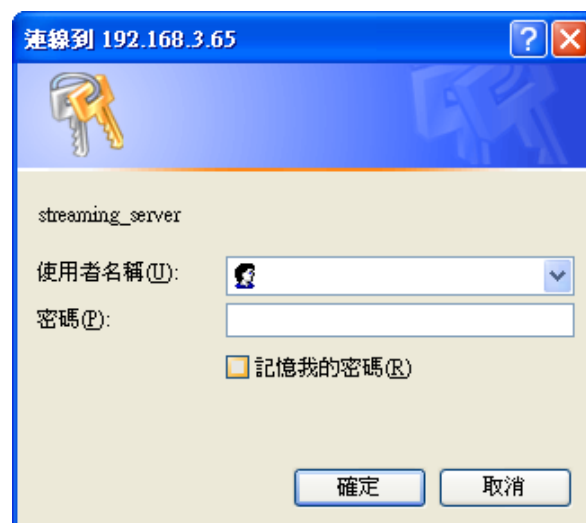 連線到 192.168.3.65
streaming_server
使用者名稱(U):
密碼(P):
記憶我的密碼(R)
確定
取消